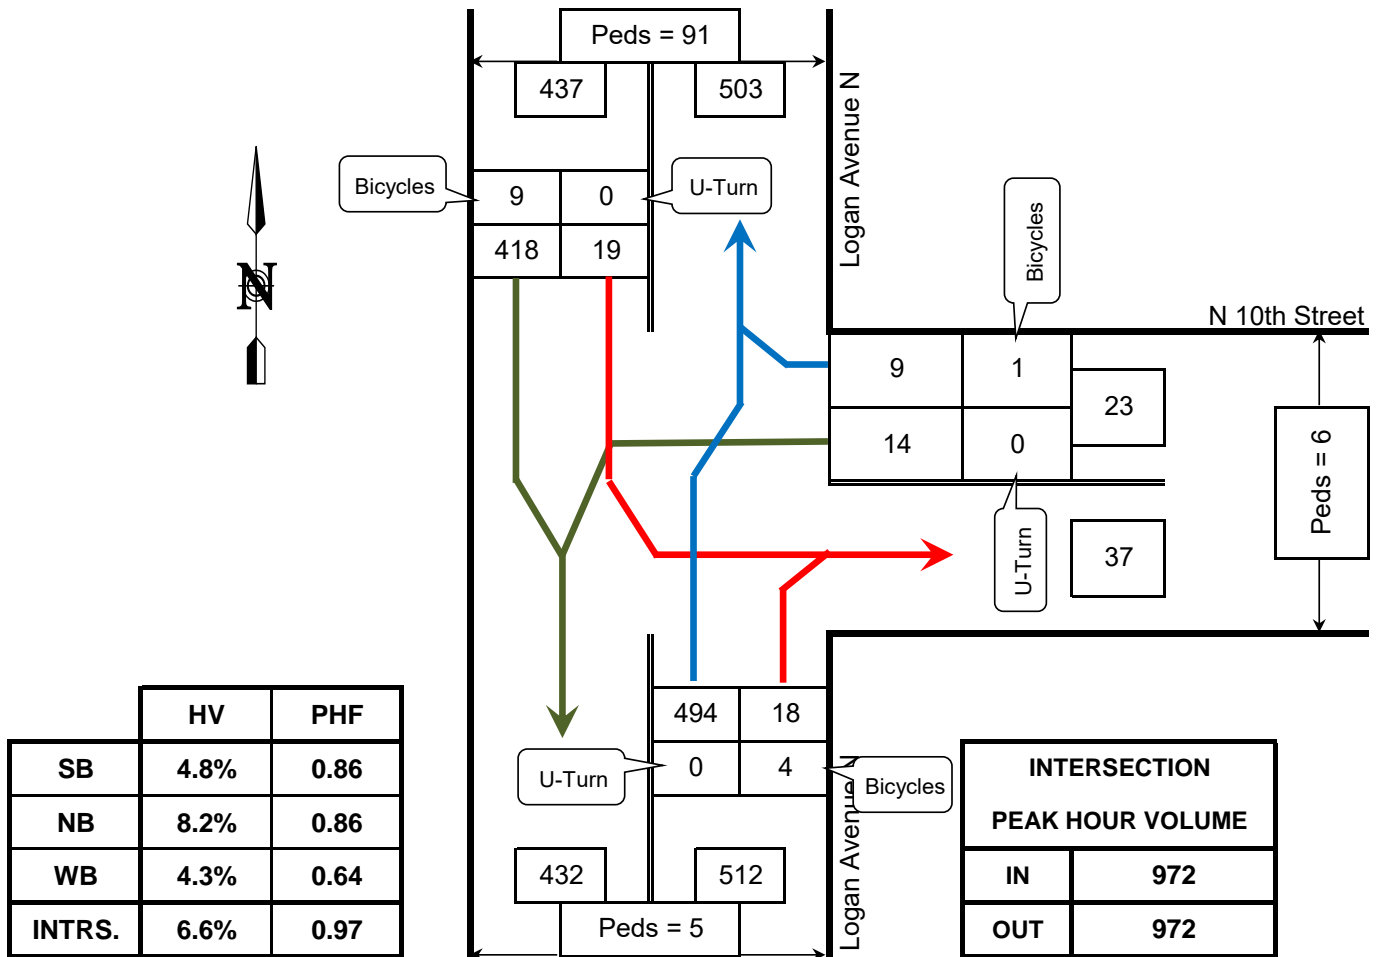 Peds = 91
437
503
Logan Avenue N
Bicycles
9
0
U-Turn
418
19
Bicycles
N
N 10th Street
9
1
23
14
0
Peds = 6
U-Turn
37
494
18
0
4
U-Turn
Bicycles
Logan Avenue N
432
512
Peds = 5
HV PHF
SB 4.8% 0.86
NB 8.2% 0.86
WB 4.3% 0.64
INTRS. 6.6% 0.97
INTERSECTION
PEAK HOUR VOLUME
IN 972
OUT 972